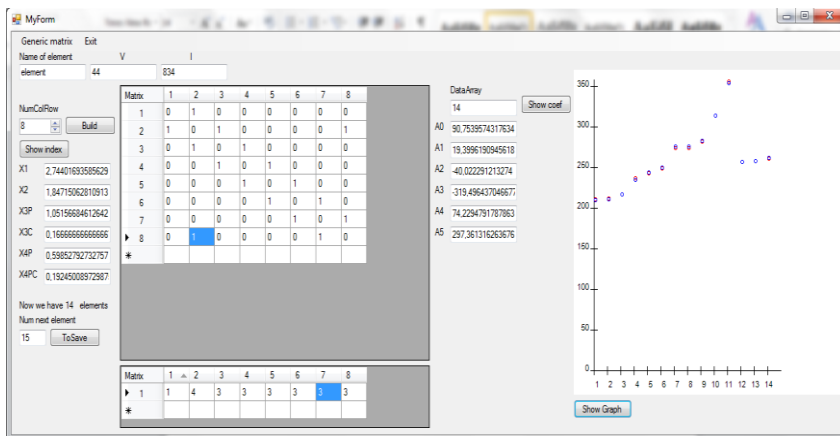 MyForm
Generic matrix Exit
Name of element V I
element 44 834
NumColRow
8 Build
Show index
X1 2,74401693585629
X2 1,84715062810913
X3P 1,05156684612642
X3C 0,16666666666666
X4P 0,59852792732757
X4PC 0,19245008972987
Now we have 14 elements
Num next element
15 ToSave
Matrix 1 2 3 4 5 6 7 8
1 0 1 0 0 0 0 0 0
2 1 0 1 0 0 0 0 1
3 0 1 0 1 0 0 0 0
4 0 0 1 0 1 0 0 0
5 0 0 0 1 0 1 0 0
6 0 0 0 0 1 0 1 0
7 0 0 0 0 0 1 0 1
8 0 1 0 0 0 0 1 0
Matrix 1 2 3 4 5 6 7 8
1 1 4 3 3 3 3 3 3
DataArray
14 Show coef
A0 90,7539574317634
A1 19,3996190945618
A2 -40,022291213274
A3 -319,496437046677
A4 74,2294791787863
A5 297,361316263676
350
300
250
200
150
100
50
0
1 2 3 4 5 6 7 8 9 10 11 12 13 14
Show Graph